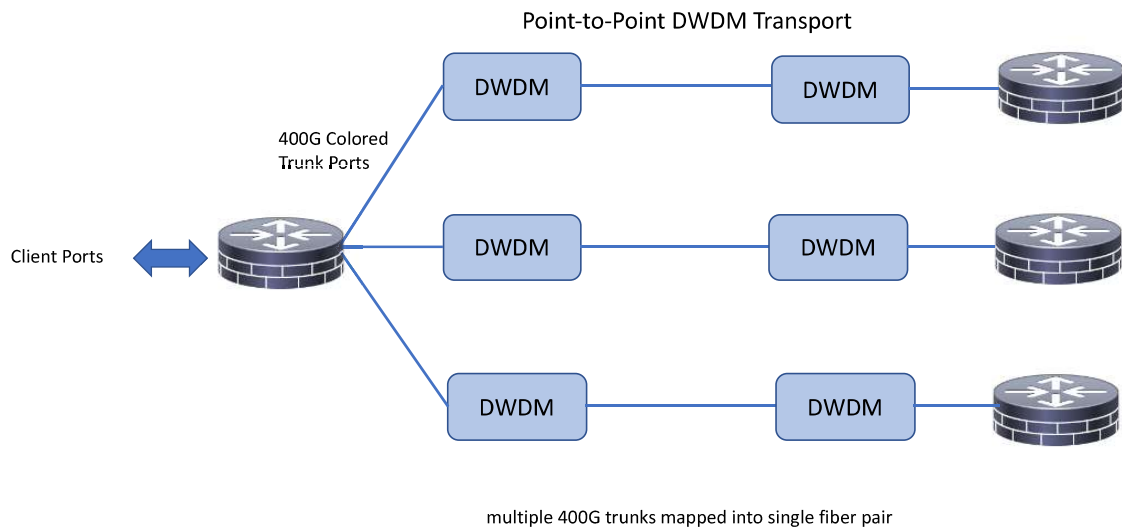 Point-to-Point DWDM Transport
DWDM
DWDM
400G Colored
Trunk Ports
Client Ports
DWDM
DWDM
DWDM
DWDM
multiple 400G trunks mapped into single fiber pair